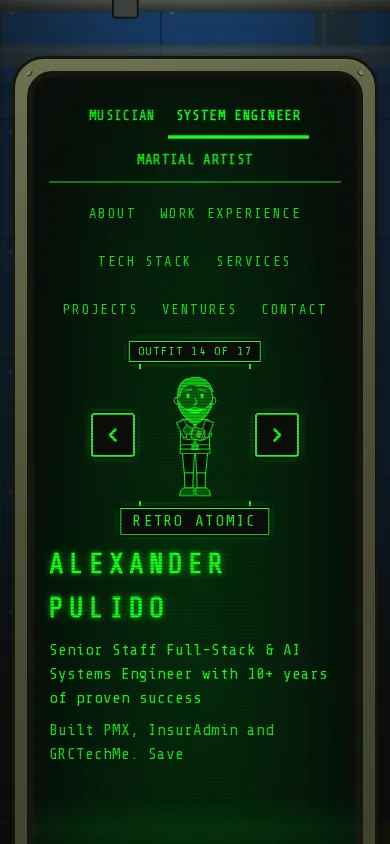 MUSICIAN SYSTEM ENGINEER
MARTIAL ARTIST
ABOUT WORK EXPERIENCE
TECH STACK SERVICES
PROJECTS VENTURES CONTACT
OUTFIT 14 OF 17
RETRO ATOMIC
ALEXANDER
PULIDO
Senior Staff Full-Stack & AI
Systems Engineer with 10+ years
of proven success
Built PMX, InsurAdmin and
GRCTechMe. Save